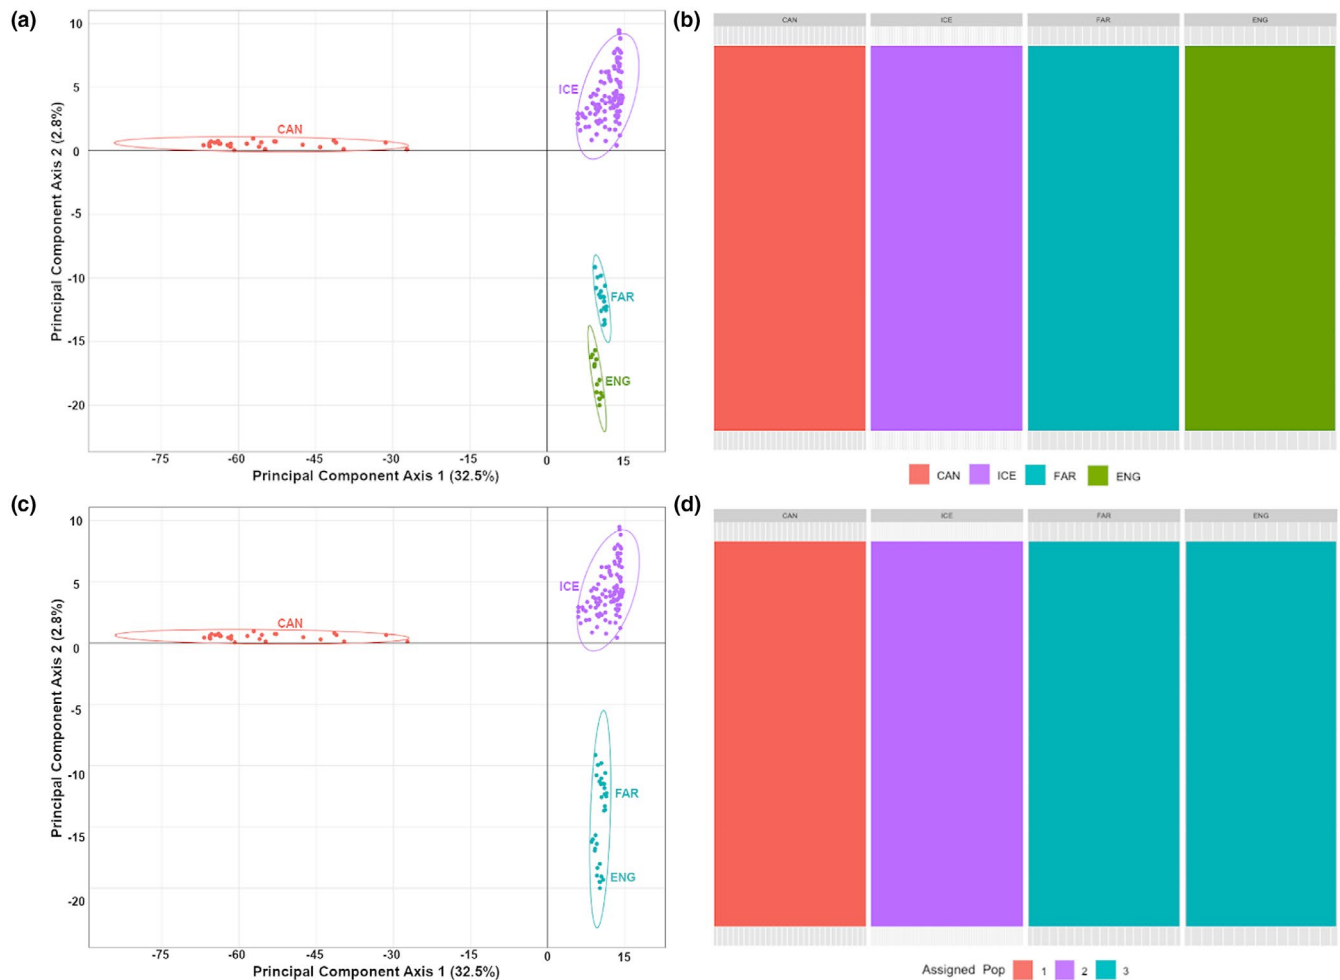 (a)
Principal Component Axis 2 (2.8%)
10
5
0
-5
-10
-15
-20
CAN
ICE
FAR
ENG
-75 -60 -45 -30 -15 0 15
Principal Component Axis 1 (32.5%)
(b)
CAN ICE FAR ENG
CAN ICE FAR ENG
(c)
Principal Component Axis 2 (2.8%)
10
5
0
-5
-10
-15
-20
CAN
ICE
FAR
ENG
-75 -60 -45 -30 -15 0 15
Principal Component Axis 1 (32.5%)
(d)
CAN ICE FAR ENG
Assigned Pop 1 2 3